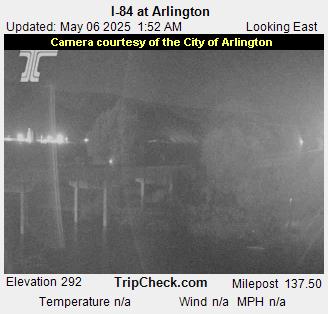 I-84 at Arlington
Updated: May 06 2025 1:52 AM Looking East
Camera courtesy of the City of Arlington
Elevation 292 TripCheck.com Milepost 137.50
Temperature n/a Wind n/a MPH n/a